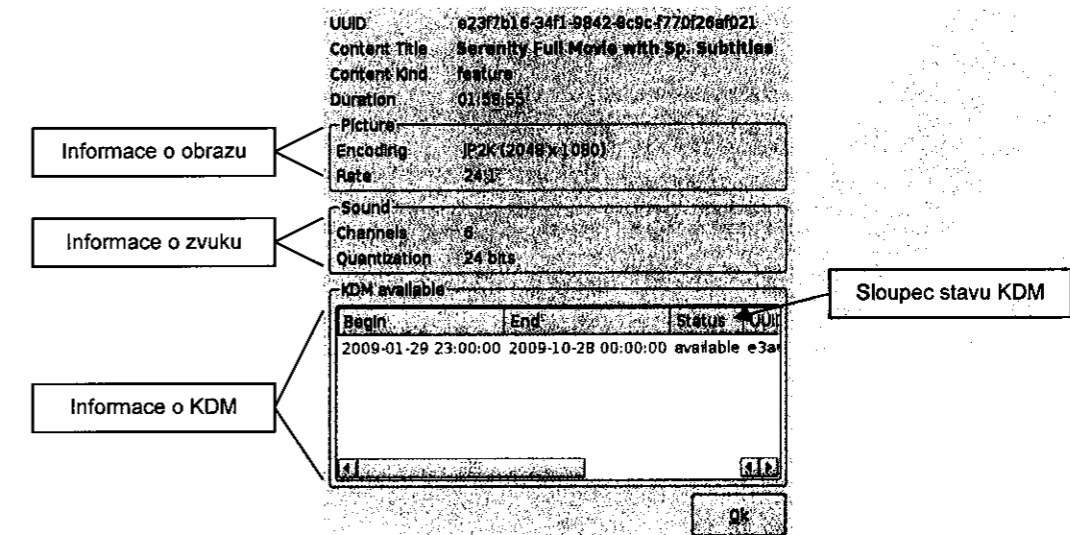 UUID e23f7b16-34f1-9842-8c9c-f770f26af021
Content Title Serenity Full Movie with Sp. Subtitles
Content Kind feature
Duration 01:58:55
Informace o obrazu
Picture
Encoding JP2K (2048 x 1080)
Rate 24:1
Informace o zvuku
Sound
Channels 6
Quantization 24 bits
KDM available
Sloupec stavu KDM
Begin End Status UUI
2009-01-29 23:00:00 2009-10-28 00:00:00 available
Informace o KDM
Ok